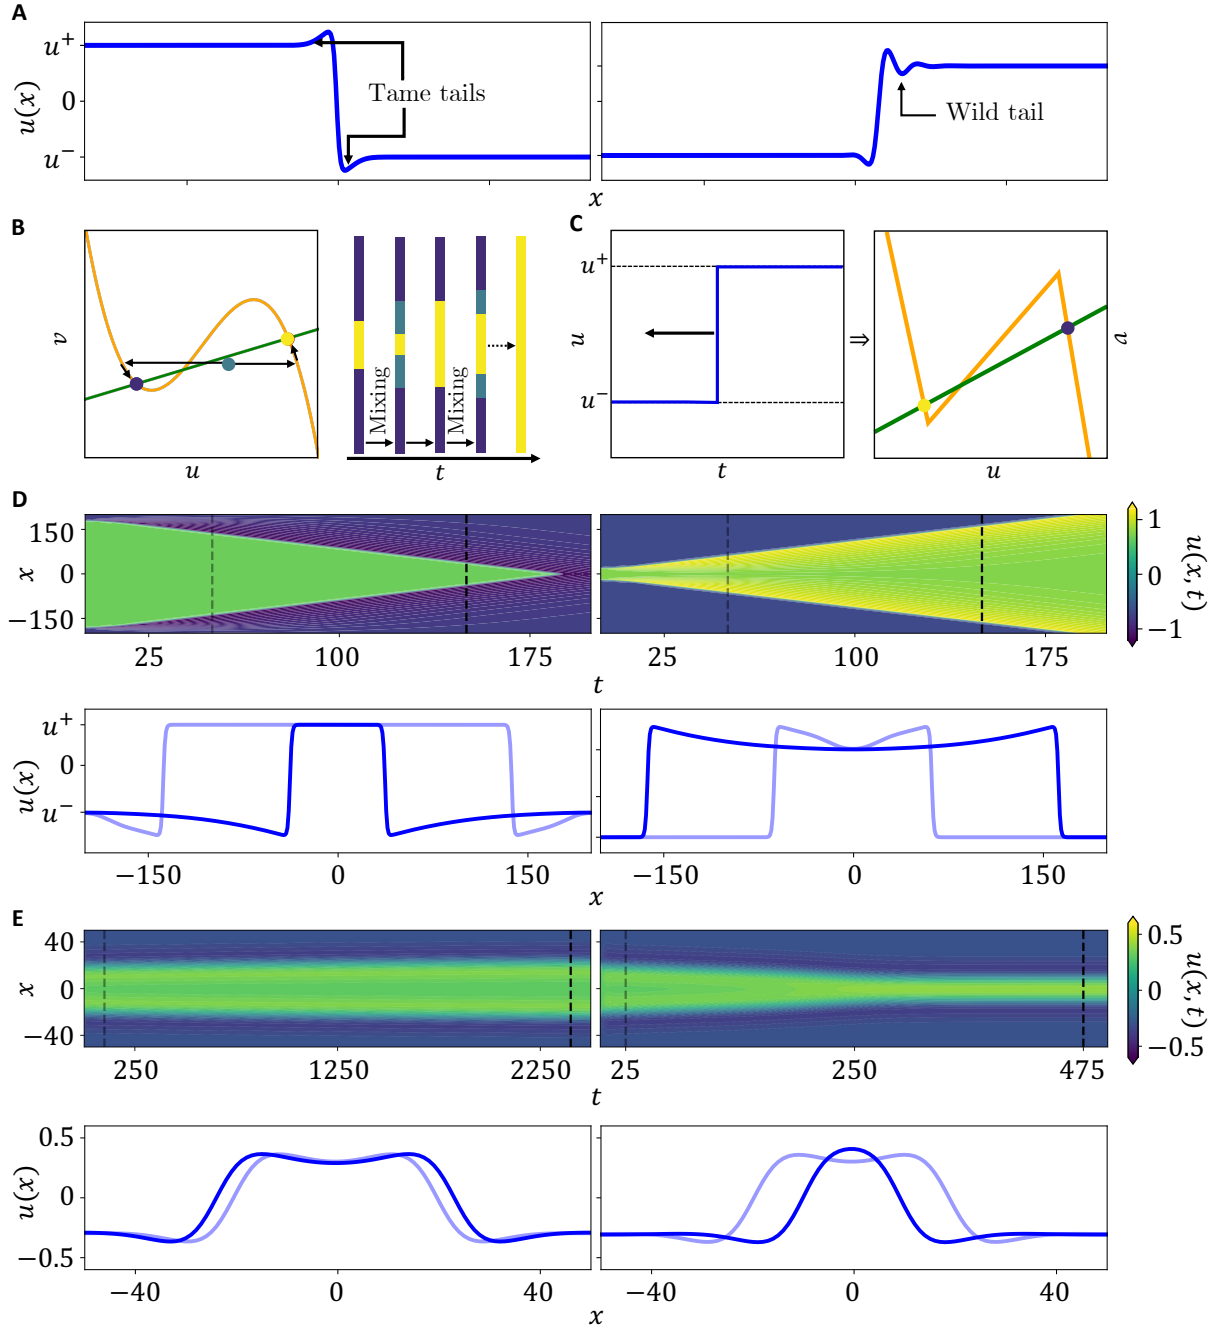 A
u⁺
0
u⁻
u(x)
Tame tails
Wild tail
x
B
v
u
Mixing
Mixing
t
C
u⁺
u
u⁻
t
⇒
v
u
D
150
0
−150
x
25
100
175
25
100
175
t
1
0
−1
u(x, t)
u⁺
0
u⁻
u(x)
−150
0
150
−150
0
150
x
E
40
0
−40
x
250
1250
2250
25
250
475
t
0.5
0
−0.5
u(x, t)
0.5
0
−0.5
u(x)
−40
0
40
−40
0
40
x